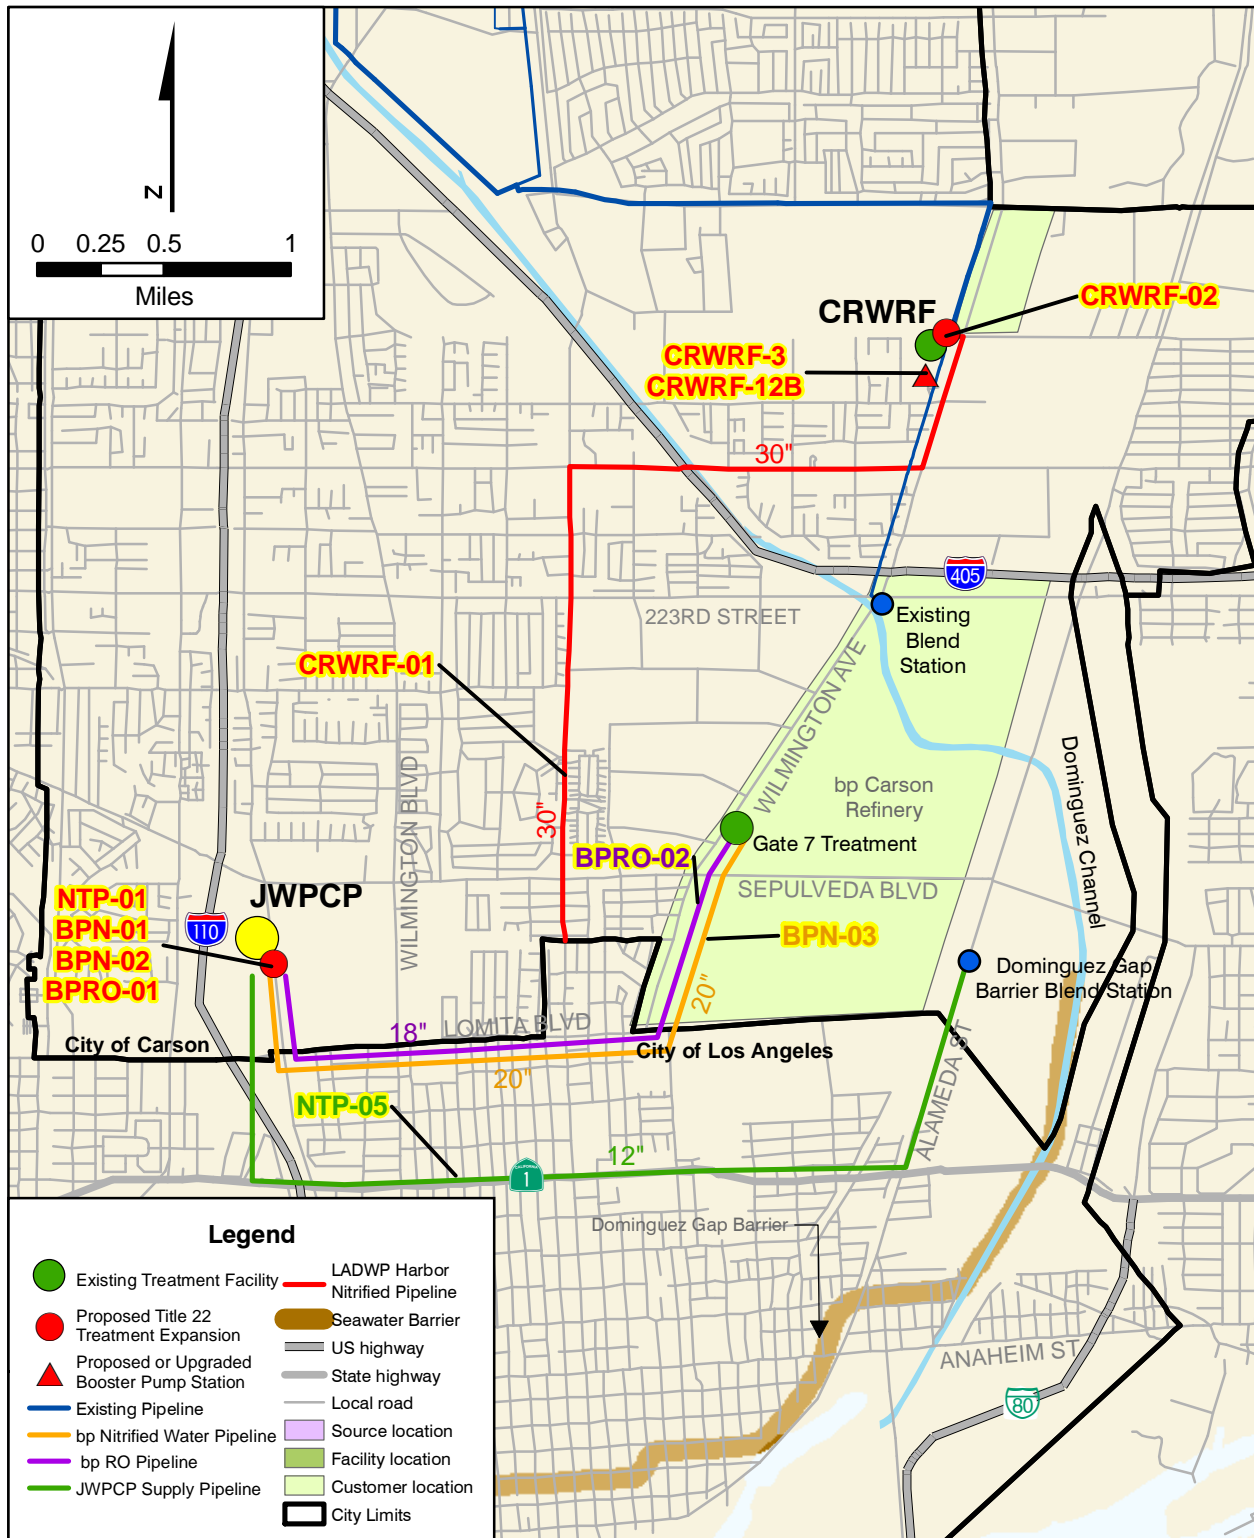 N
0 0.25 0.5 1
Miles
CRWRF
CRWRF-02
CRWRF-3
CRWRF-12B
30"
405
223RD STREET
Existing
Blend
Station
CRWRF-01
WILMINGTON AVE
WILMINGTON BLVD
bp Carson
Refinery
Dominguez Channel
30"
Gate 7 Treatment
BPRO-02
SEPULVEDA BLVD
JWPCP
NTP-01
BPN-01
BPN-02
BPRO-01
110
BPN-03
Dominguez Gap
Barrier Blend Station
20"
18"
LOMITA BLVD
City of Carson
City of Los Angeles
20"
ALAMEDA ST
NTP-05
12"
CALIFORNIA
1
Dominguez Gap Barrier
ANAHEIM ST
80
Legend
Existing Treatment Facility
Proposed Title 22
Treatment Expansion
Proposed or Upgraded
Booster Pump Station
Existing Pipeline
bp Nitrified Water Pipeline
bp RO Pipeline
JWPCP Supply Pipeline
LADWP Harbor
Nitrified Pipeline
Seawater Barrier
US highway
State highway
Local road
Source location
Facility location
Customer location
City Limits